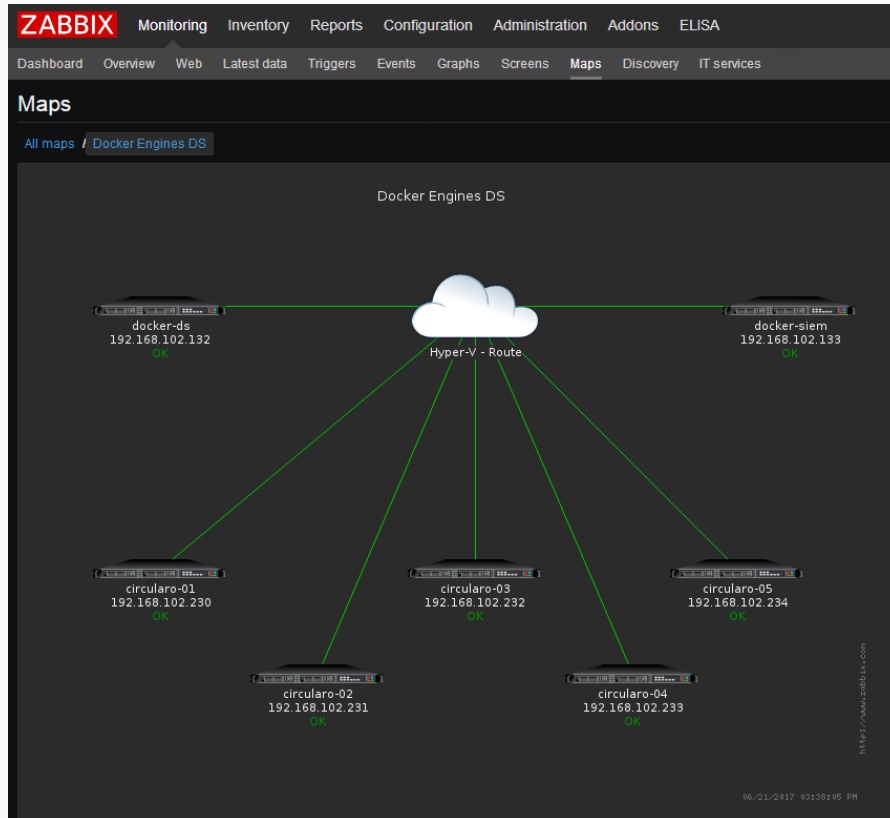 ZABBIX Monitoring Inventory Reports Configuration Administration Addons ELISA
Dashboard Overview Web Latest data Triggers Events Graphs Screens Maps Discovery IT services
Maps
All maps / Docker Engines DS
Docker Engines DS
docker-ds
192.168.102.132
OK
docker-siem
192.168.102.133
OK
Hyper-V - Route
circularo-01
192.168.102.230
OK
circularo-03
192.168.102.232
OK
circularo-05
192.168.102.234
OK
circularo-02
192.168.102.231
OK
circularo-04
192.168.102.233
OK
http://www.zabbix.com
06/21/2017 03:38:05 PM